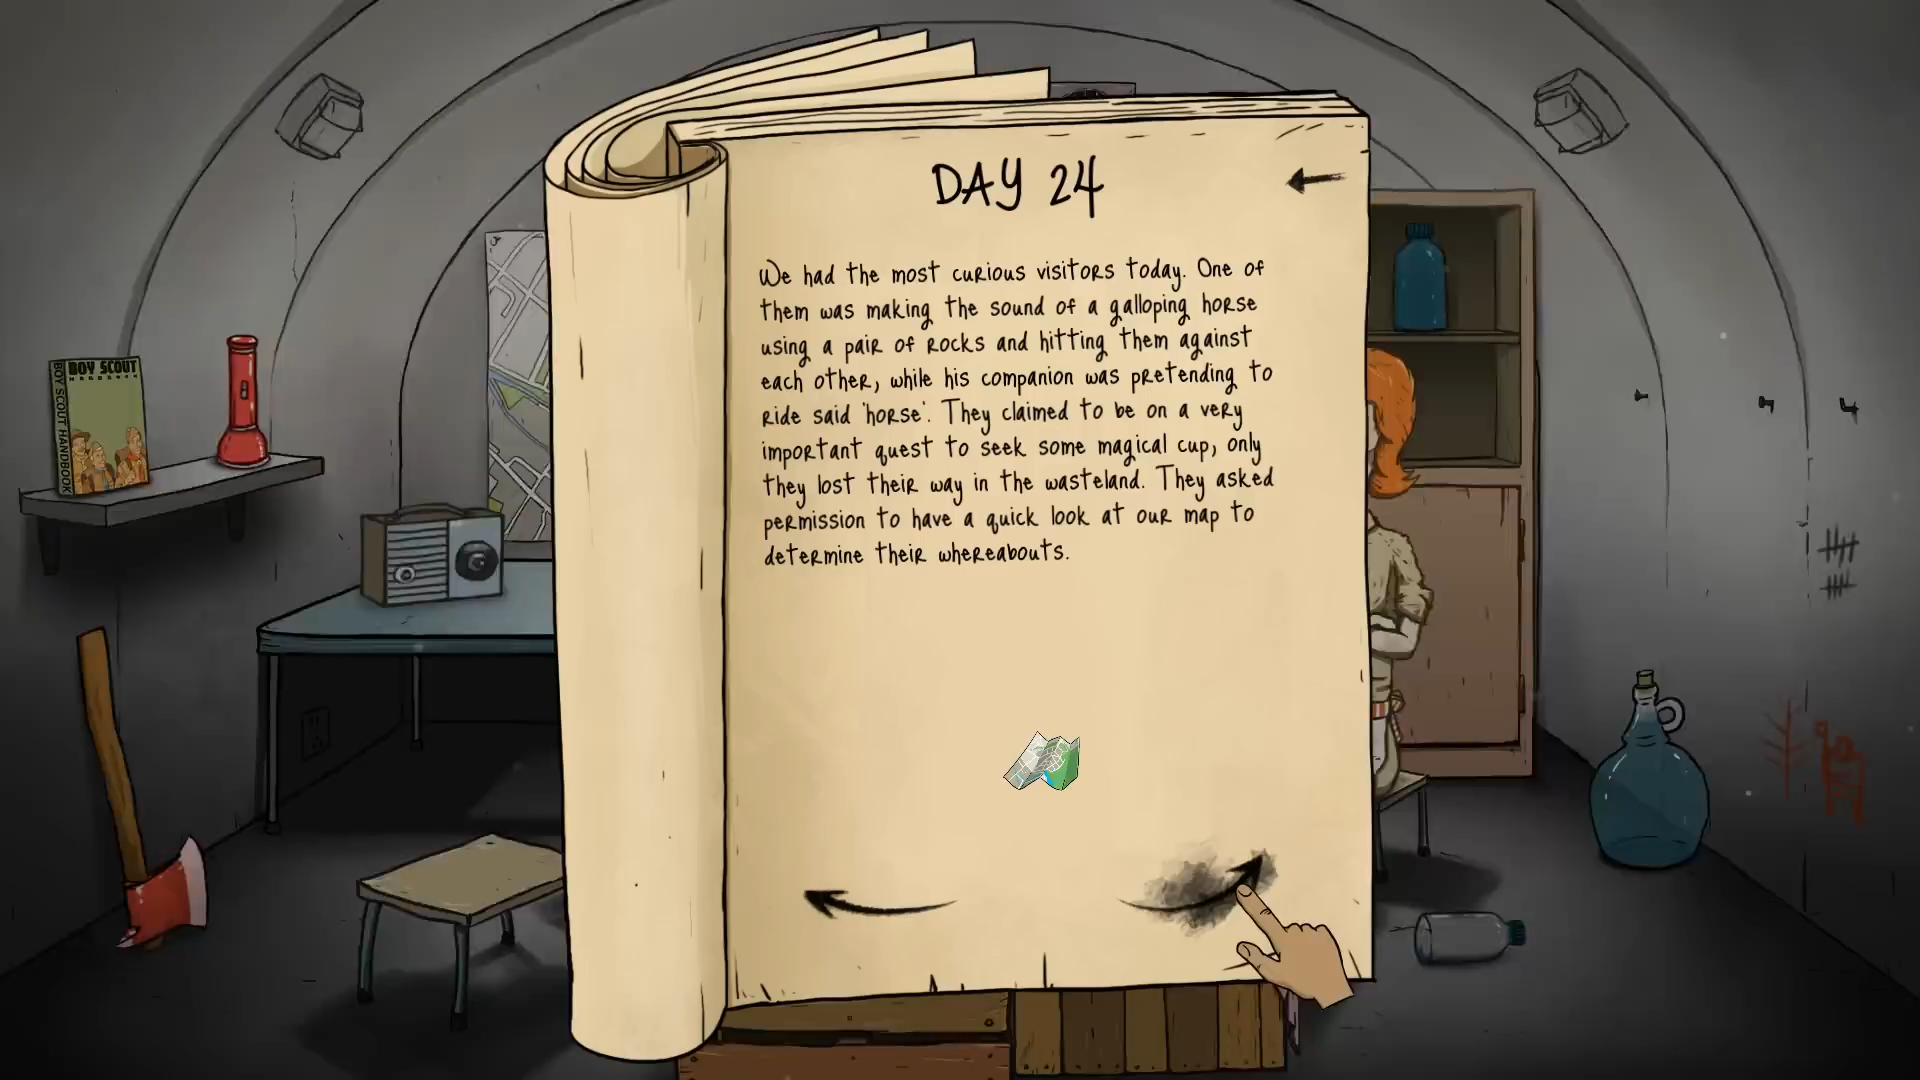 DAY 24
We had the most curious visitors today. One of
them was making the sound of a galloping horse
using a pair of rocks and hitting them against
each other, while his companion was pretending to
ride said 'horse'. They claimed to be on a very
important quest to seek some magical cup, only
they lost their way in the wasteland. They asked
permission to have a quick look at our map to
determine their whereabouts.
BOY SCOUT
HANDBOOK
BOY SCOUT HANDBOOK